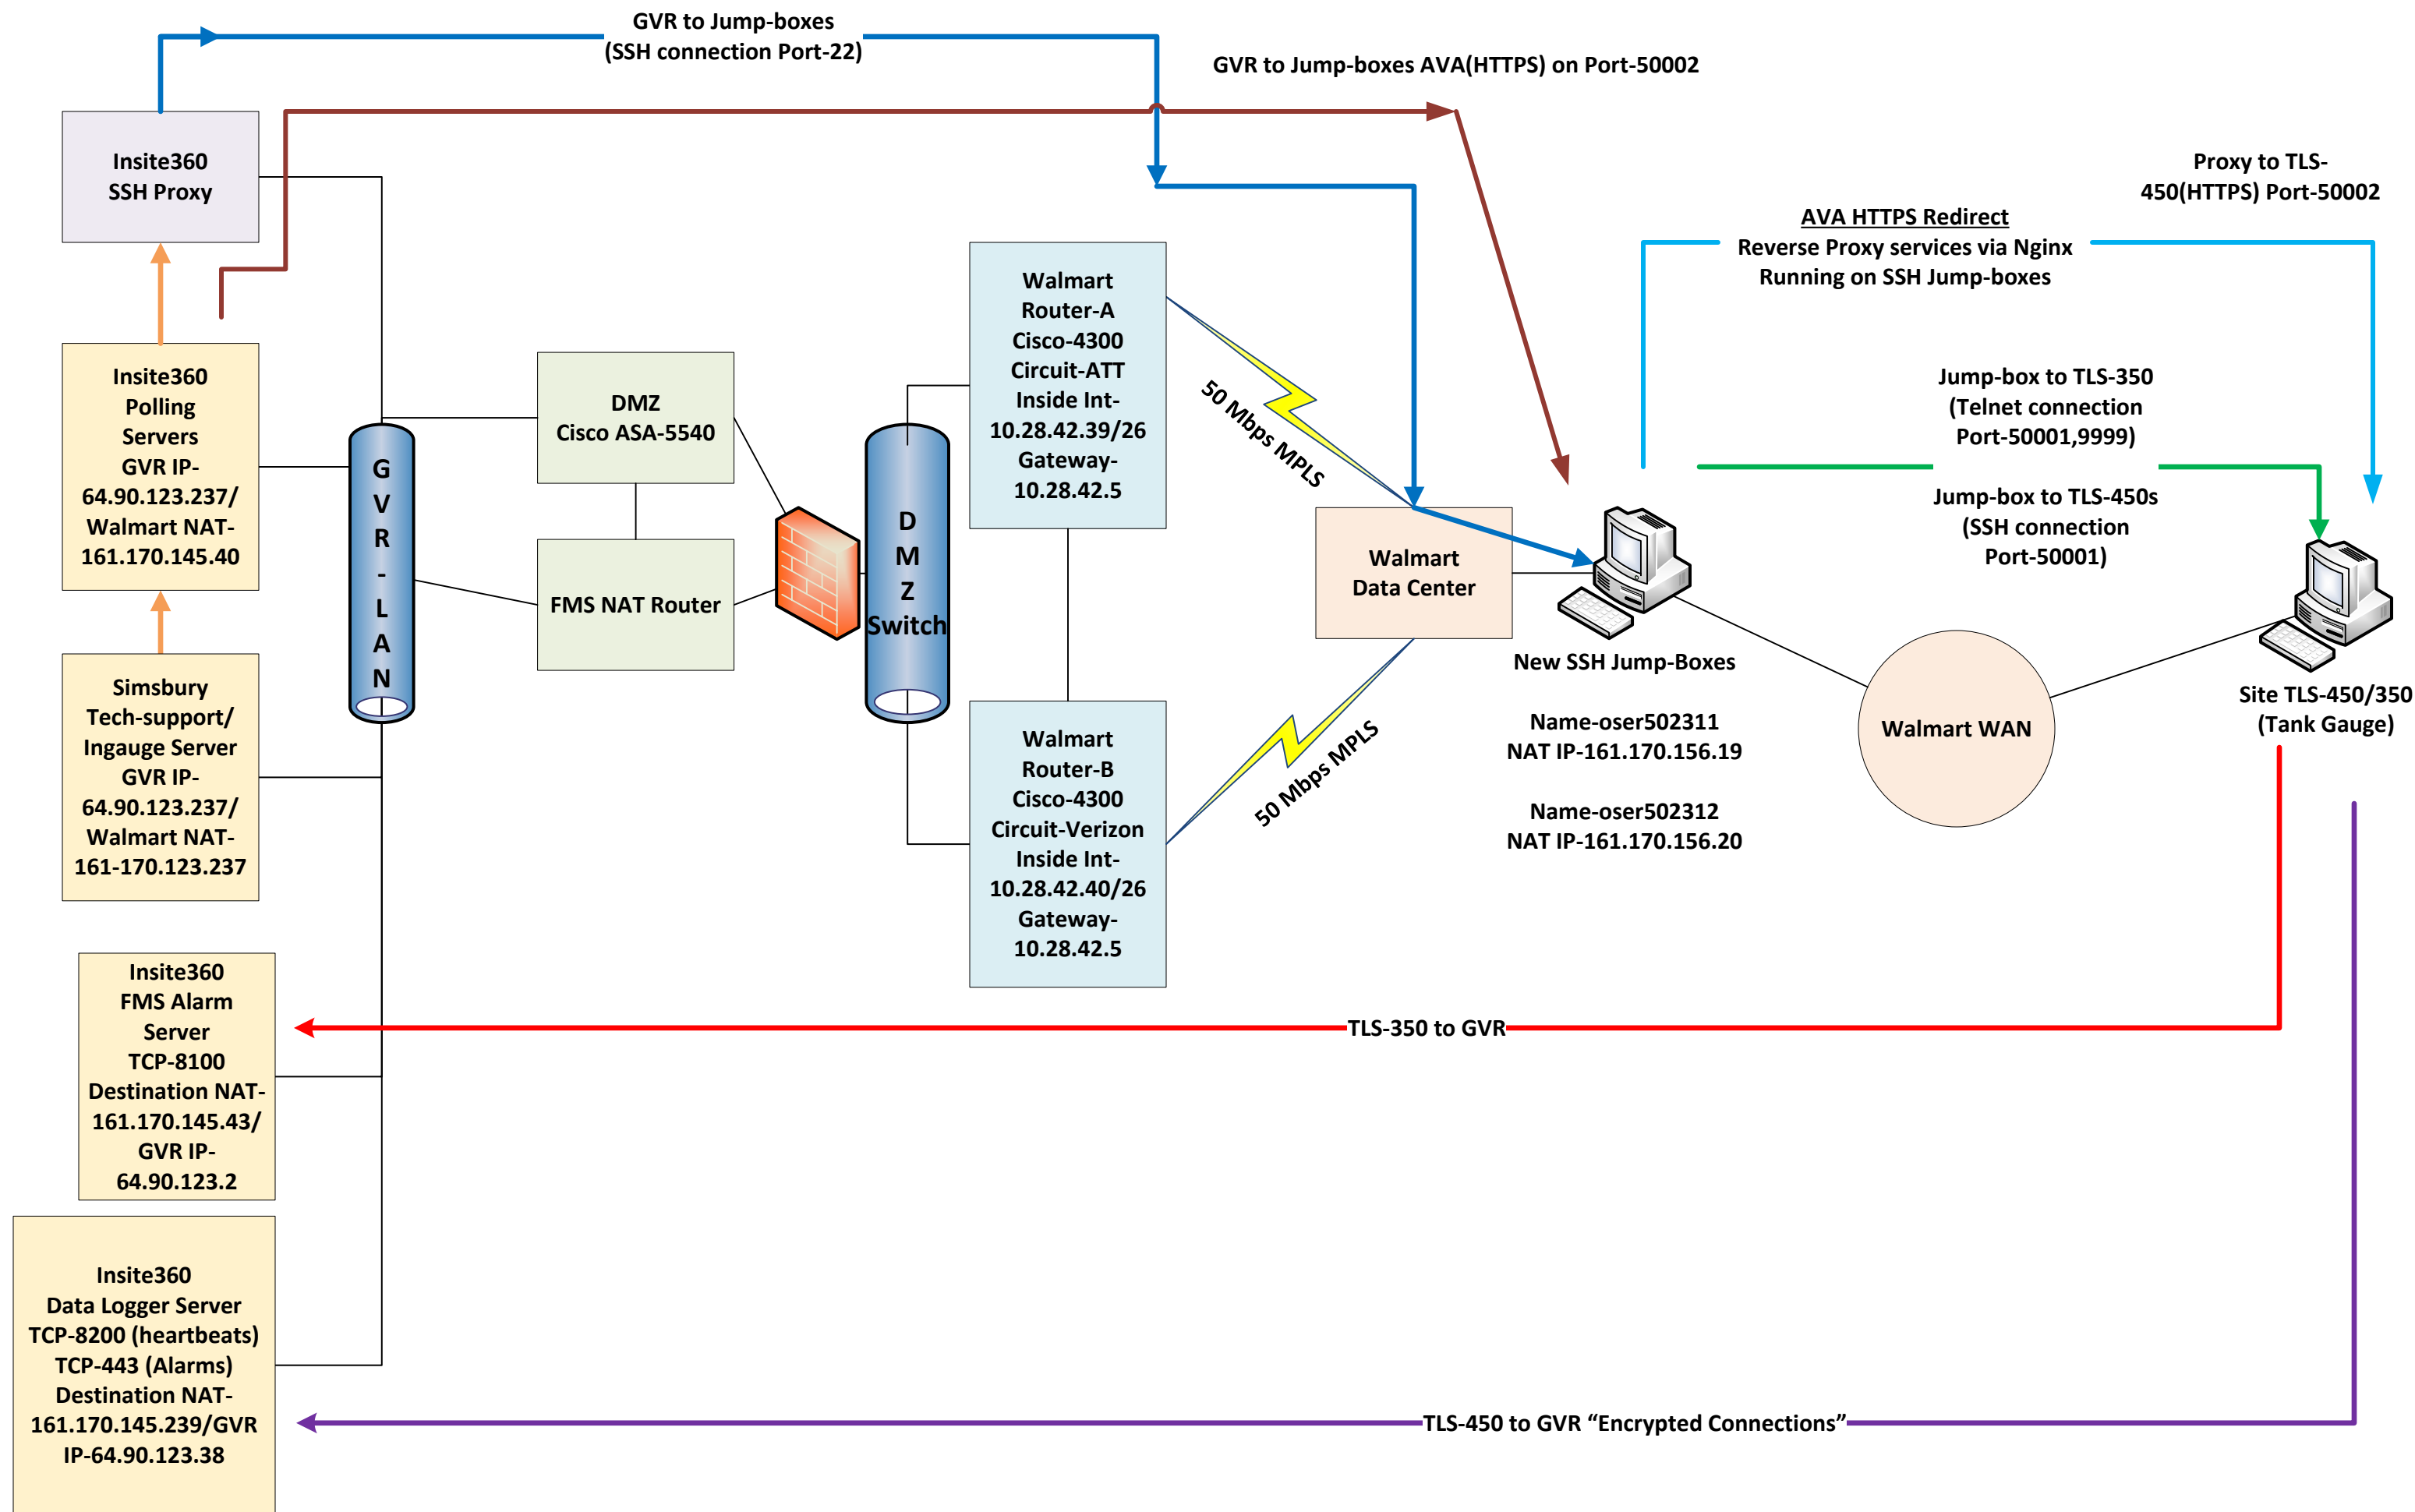 GVR to Jump-boxes
(SSH connection Port-22)
GVR to Jump-boxes AVA(HTTPS) on Port-50002
Insite360
SSH Proxy
Proxy to TLS-
450(HTTPS) Port-50002
AVA HTTPS Redirect
Reverse Proxy services via Nginx
Running on SSH Jump-boxes
Insite360
Polling
Servers
GVR IP-
64.90.123.237/
Walmart NAT-
161.170.145.40
G
V
R
-
L
A
N
DMZ
Cisco ASA-5540
FMS NAT Router
D
M
Z
Switch
Walmart
Router-A
Cisco-4300
Circuit-ATT
Inside Int-
10.28.42.39/26
Gateway-
10.28.42.5
50 Mbps MPLS
Jump-box to TLS-350
(Telnet connection
Port-50001,9999)
Jump-box to TLS-450s
(SSH connection
Port-50001)
Walmart
Data Center
Simsbury
Tech-support/
Ingauge Server
GVR IP-
64.90.123.237/
Walmart NAT-
161-170.123.237
Walmart
Router-B
Cisco-4300
Circuit-Verizon
Inside Int-
10.28.42.40/26
Gateway-
10.28.42.5
50 Mbps MPLS
New SSH Jump-Boxes
Name-oser502311
NAT IP-161.170.156.19
Name-oser502312
NAT IP-161.170.156.20
Walmart WAN
Site TLS-450/350
(Tank Gauge)
Insite360
FMS Alarm
Server
TCP-8100
Destination NAT-
161.170.145.43/
GVR IP-
64.90.123.2
TLS-350 to GVR
Insite360
Data Logger Server
TCP-8200 (heartbeats)
TCP-443 (Alarms)
Destination NAT-
161.170.145.239/GVR
IP-64.90.123.38
TLS-450 to GVR “Encrypted Connections”